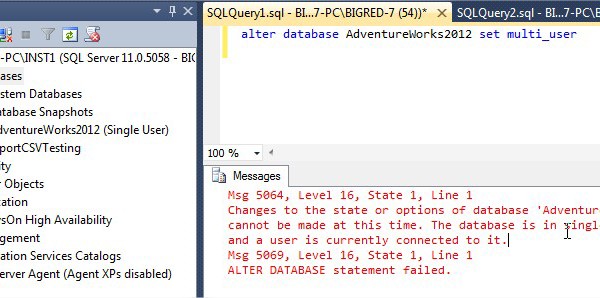 SQLQuery1.sql - BI...7-PC\BIGRED-7 (54))*
SQLQuery2.sql - BI...7-PC\B
alter database AdventureWorks2012 set multi_user
-PC\INST1 (SQL Server 11.0.5058 - BIG
ases
stem Databases
tabase Snapshots
dventureWorks2012 (Single User)
portCSVTesting
ity
r Objects
ation
ysOn High Availability
gement
ation Services Catalogs
erver Agent (Agent XPs disabled)
100 %
Messages
Msg 5064, Level 16, State 1, Line 1
Changes to the state or options of database 'Adventur
cannot be made at this time. The database is in single
and a user is currently connected to it.
Msg 5069, Level 16, State 1, Line 1
ALTER DATABASE statement failed.